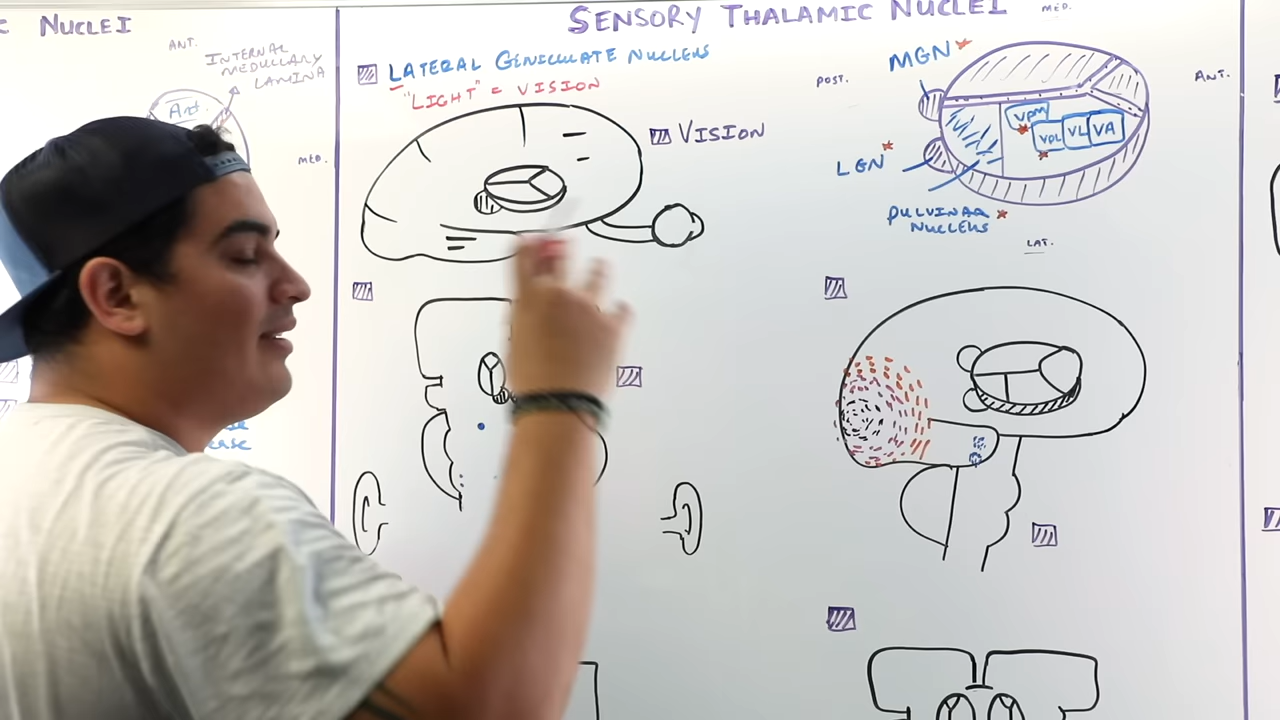 NUCLEI
ANT.
INTERNAL
MEDULLARY
LAMINA
Ant.
MED.
SENSORY THALAMIC NUCLEI
LATERAL GENICULATE NUCLEUS
"LIGHT" = VISION
VISION
MED.
POST.
ANT.
MGN*
LGN*
VPM
VPL
VL
VA
PULVINAR*
NUCLEUS
LAT.